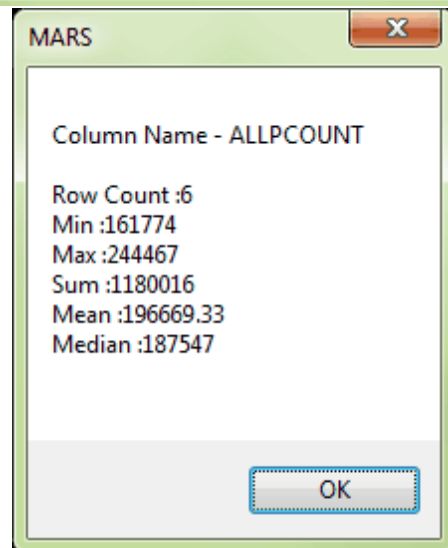 MARS
Column Name - ALLPCOUNT
Row Count :6
Min :161774
Max :244467
Sum :1180016
Mean :196669.33
Median :187547
OK